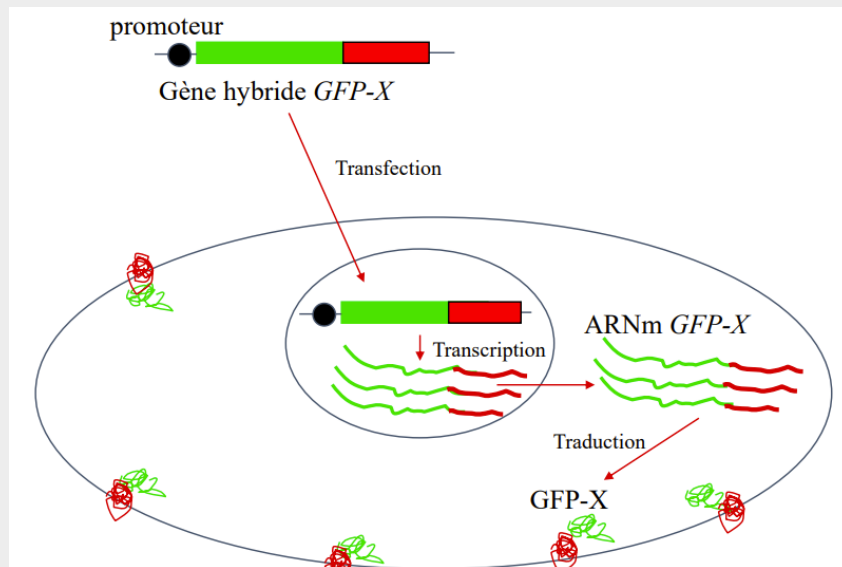 promoteur
Gène hybride GFP-X
Transfection
Transcription
ARNm GFP-X
Traduction
GFP-X